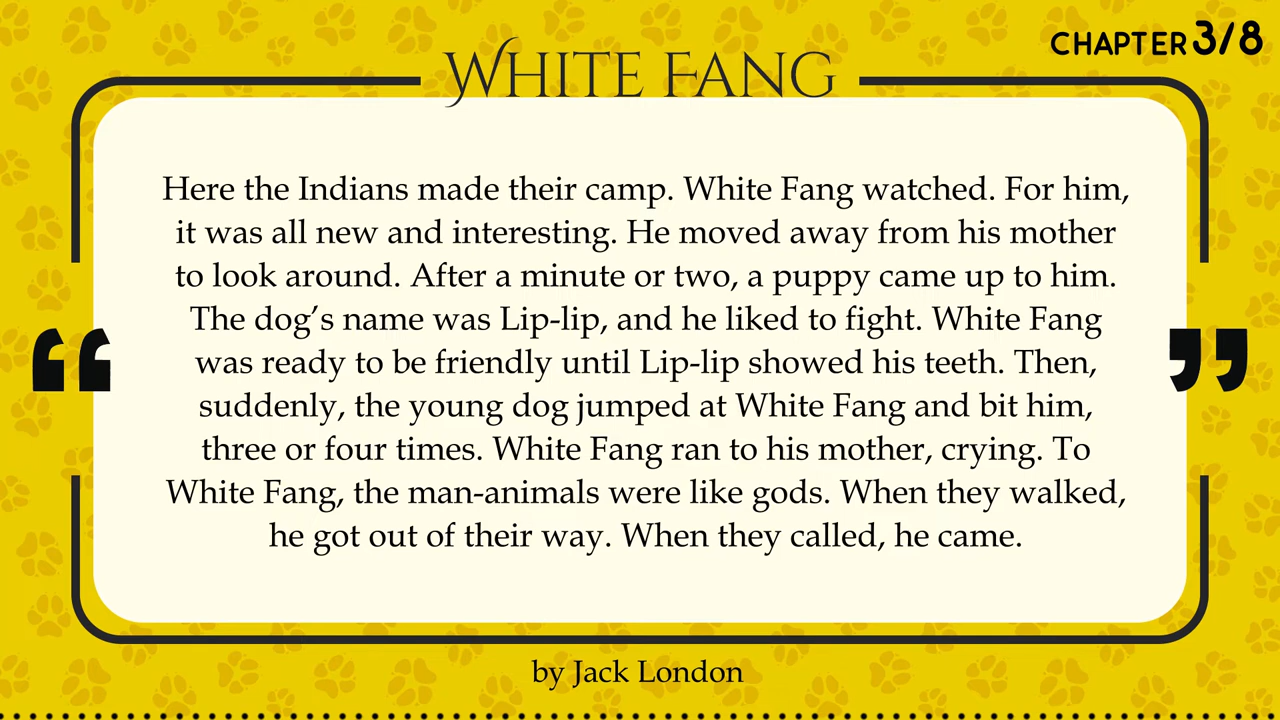 CHAPTER 3/8
WHITE FANG
“
Here the Indians made their camp. White Fang watched. For him,
it was all new and interesting. He moved away from his mother
to look around. After a minute or two, a puppy came up to him.
The dog’s name was Lip-lip, and he liked to fight. White Fang
was ready to be friendly until Lip-lip showed his teeth. Then,
suddenly, the young dog jumped at White Fang and bit him,
three or four times. White Fang ran to his mother, crying. To
White Fang, the man-animals were like gods. When they walked,
he got out of their way. When they called, he came.
”
by Jack London